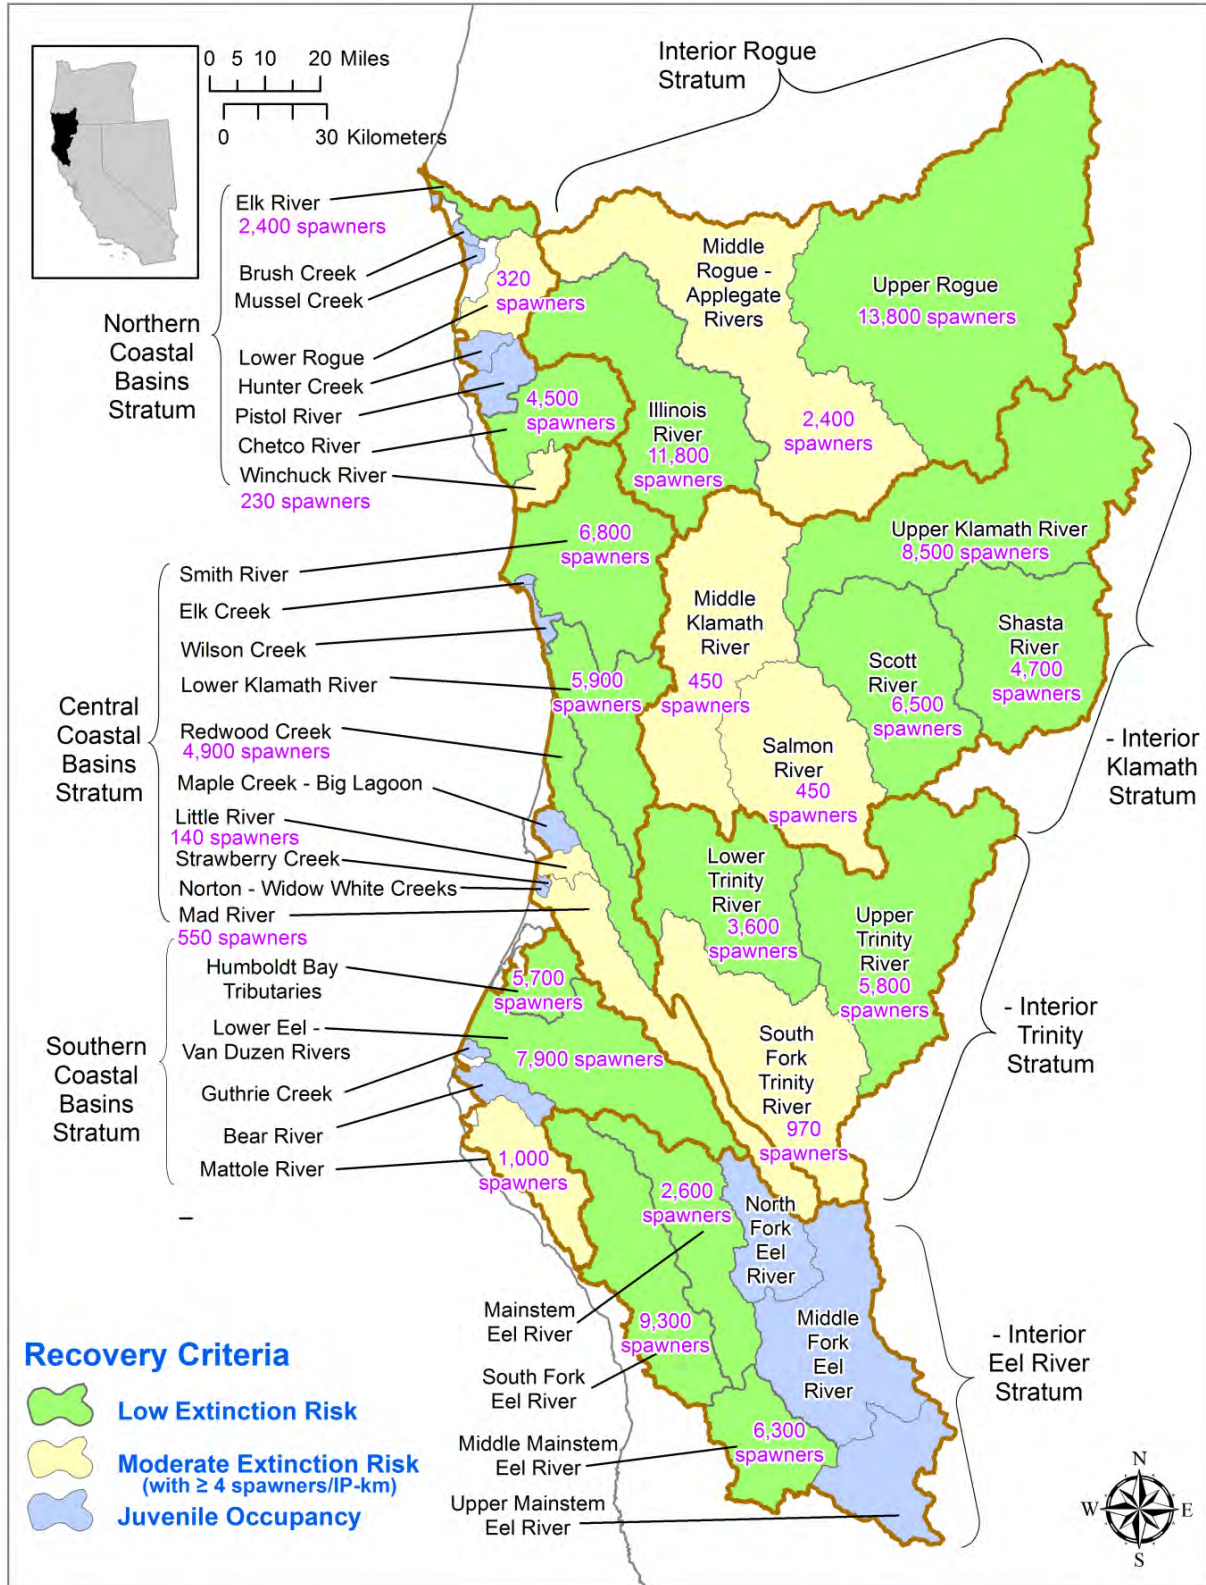 0 5 10 20 Miles
0 30 Kilometers
Interior Rogue
Stratum
Northern
Coastal
Basins
Stratum
Elk River
2,400 spawners
Brush Creek
Mussel Creek
Lower Rogue
320
spawners
Hunter Creek
Pistol River
Chetco River
4,500
spawners
Winchuck River
230 spawners
Middle
Rogue -
Applegate
Rivers
2,400
spawners
Upper Rogue
13,800 spawners
Illinois
River
11,800
spawners
Central
Coastal
Basins
Stratum
Smith River
6,800
spawners
Elk Creek
Wilson Creek
Lower Klamath River
5,900
spawners
Redwood Creek
4,900 spawners
Maple Creek - Big Lagoon
Little River
140 spawners
Strawberry Creek
Norton - Widow White Creeks
Mad River
550 spawners
Upper Klamath River
8,500 spawners
Middle
Klamath
River
450
spawners
Shasta
River
4,700
spawners
Scott
River
6,500
spawners
Salmon
River
450
spawners
- Interior
Klamath
Stratum
Lower
Trinity
River
3,600
spawners
Upper
Trinity
River
5,800
spawners
South
Fork
Trinity
River
970
spawners
- Interior
Trinity
Stratum
Southern
Coastal
Basins
Stratum
Humboldt Bay
Tributaries
5,700
spawners
Lower Eel -
Van Duzen Rivers
7,900 spawners
Guthrie Creek
Bear River
Mattole River
1,000
spawners
–
2,600
spawners
North
Fork
Eel
River
Mainstem
Eel River
9,300
spawners
South Fork
Eel River
Middle
Fork
Eel
River
Middle Mainstem
Eel River
6,300
spawners
Upper Mainstem
Eel River
- Interior
Eel River
Stratum
Recovery Criteria
Low Extinction Risk
Moderate Extinction Risk
(with ≥ 4 spawners/IP-km)
Juvenile Occupancy
N
W E
S